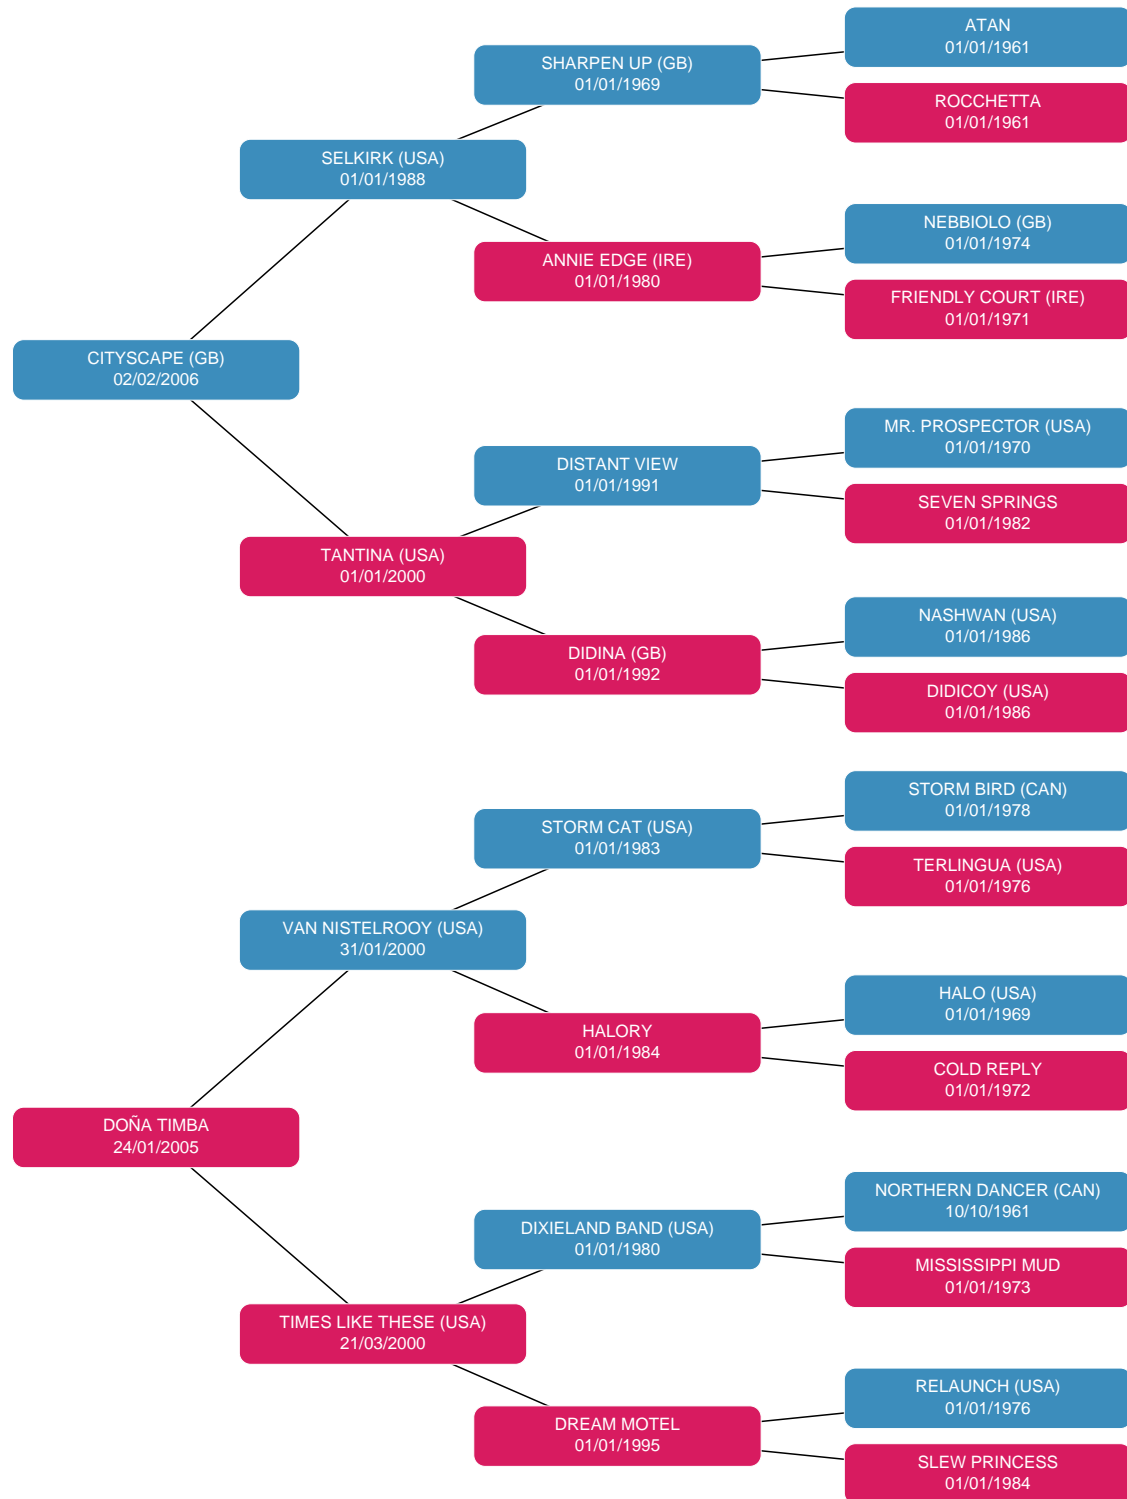 ATAN
01/01/1961
SHARPEN UP (GB)
01/01/1969
ROCCHETTA
01/01/1961
SELKIRK (USA)
01/01/1988
NEBBIOLO (GB)
01/01/1974
ANNIE EDGE (IRE)
01/01/1980
FRIENDLY COURT (IRE)
01/01/1971
CITYSCAPE (GB)
02/02/2006
MR. PROSPECTOR (USA)
01/01/1970
DISTANT VIEW
01/01/1991
SEVEN SPRINGS
01/01/1982
TANTINA (USA)
01/01/2000
NASHWAN (USA)
01/01/1986
DIDINA (GB)
01/01/1992
DIDICOY (USA)
01/01/1986
STORM BIRD (CAN)
01/01/1978
STORM CAT (USA)
01/01/1983
TERLINGUA (USA)
01/01/1976
VAN NISTELROOY (USA)
31/01/2000
HALO (USA)
01/01/1969
HALORY
01/01/1984
COLD REPLY
01/01/1972
DOÑA TIMBA
24/01/2005
NORTHERN DANCER (CAN)
10/10/1961
DIXIELAND BAND (USA)
01/01/1980
MISSISSIPPI MUD
01/01/1973
TIMES LIKE THESE (USA)
21/03/2000
RELAUNCH (USA)
01/01/1976
DREAM MOTEL
01/01/1995
SLEW PRINCESS
01/01/1984